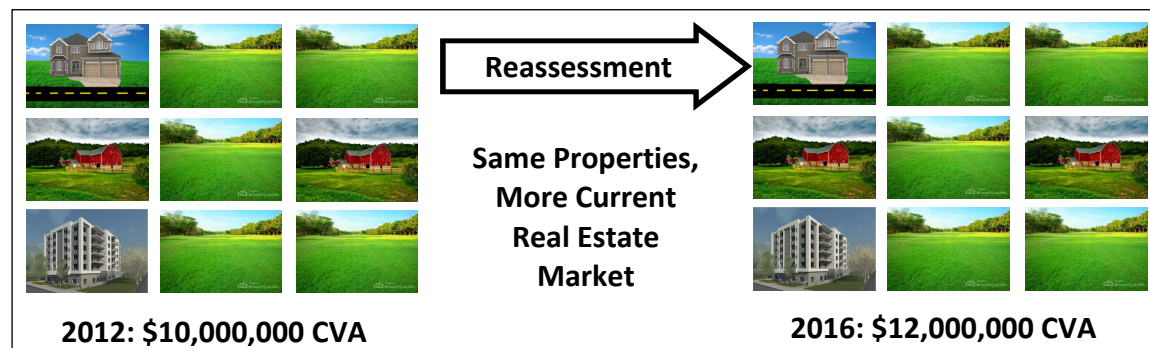 Reassessment
Same Properties,
More Current
Real Estate
Market
2012: $10,000,000 CVA
2016: $12,000,000 CVA